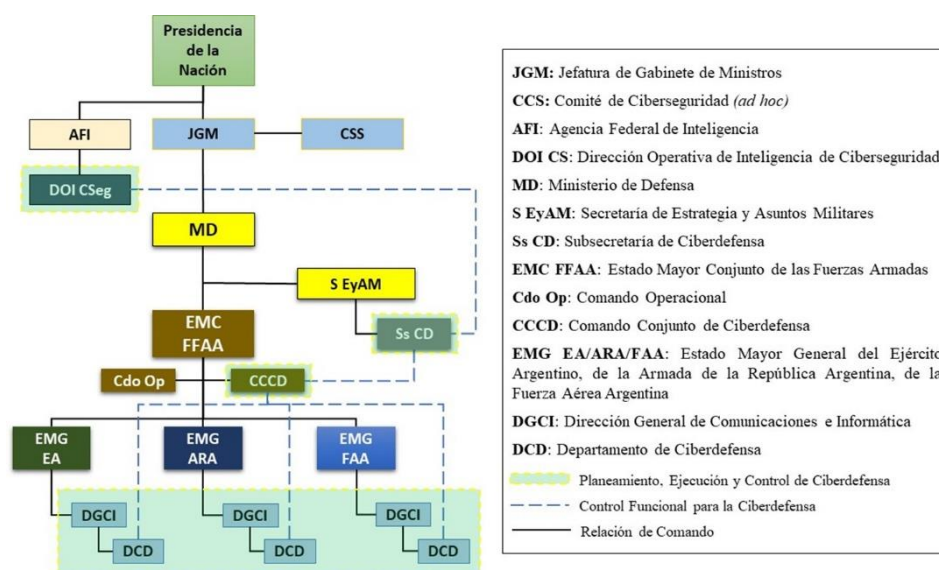 Presidencia
de la
Nación
AFI
JGM
CSS
DOI CSeg
MD
S EyAM
EMC
FFAA
Ss CD
Cdo Op
CCCD
EMG
EA
EMG
ARA
EMG
FAA
DGCI
DGCI
DGCI
DCD
DCD
DCD
JGM: Jefatura de Gabinete de Ministros
CCS: Comité de Ciberseguridad (ad hoc)
AFI: Agencia Federal de Inteligencia
DOI CS: Dirección Operativa de Inteligencia de Ciberseguridad
MD: Ministerio de Defensa
S EyAM: Secretaría de Estrategia y Asuntos Militares
Ss CD: Subsecretaría de Ciberdefensa
EMC FFAA: Estado Mayor Conjunto de las Fuerzas Armadas
Cdo Op: Comando Operacional
CCCD: Comando Conjunto de Ciberdefensa
EMG EA/ARA/FAA: Estado Mayor General del Ejército
Argentino, de la Armada de la República Argentina, de la
Fuerza Aérea Argentina
DGCI: Dirección General de Comunicaciones e Informática
DCD: Departamento de Ciberdefensa
Planeamiento, Ejecución y Control de Ciberdefensa
Control Funcional para la Ciberdefensa
Relación de Comando